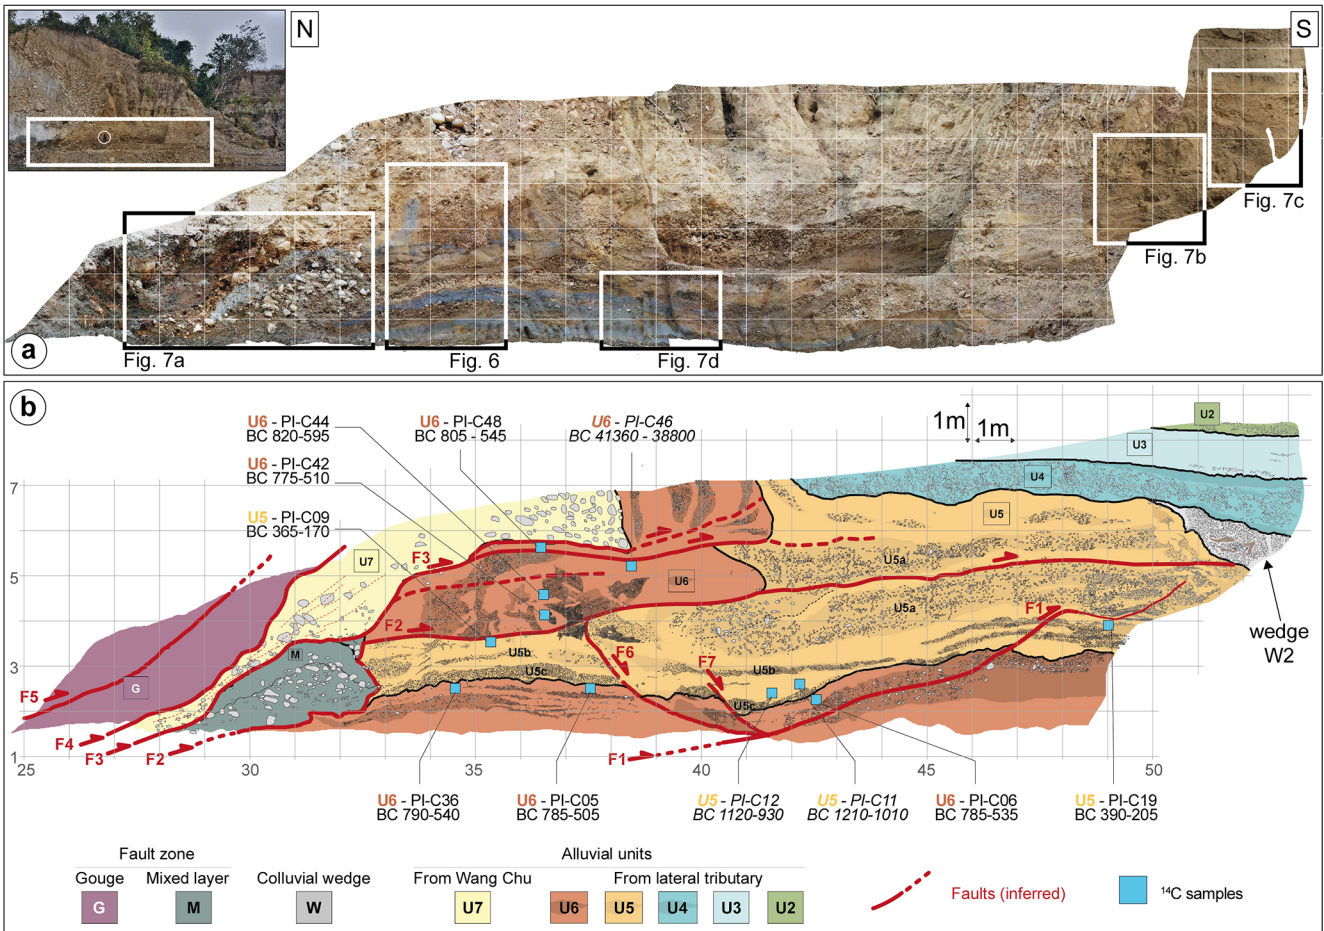 N
S
Fig. 7c
Fig. 7b
a
Fig. 7a
Fig. 6
Fig. 7d
b
U6 - PI-C44
BC 820-595
U6 - PI-C48
BC 805 - 545
U6 - PI-C46
BC 41360 - 38800
1m
1m
U2
U3
U6 - PI-C42
BC 775-510
U4
7
U5 - PI-C09
BC 365-170
U5
U7
F3
U5a
5
U6
U5a
F1
F2
wedge
W2
M
U5b
F6
F7
U5b
3
U5c
G
F5
U5c
F4
F3
F2
F1
1
25
30
35
40
45
50
U6 - PI-C36
BC 790-540
U6 - PI-C05
BC 785-505
U5 - PI-C12
BC 1120-930
U5 - PI-C11
BC 1210-1010
U6 - PI-C06
BC 785-535
U5 - PI-C19
BC 390-205
Fault zone
Alluvial units
Gouge
Mixed layer
Colluvial wedge
From Wang Chu
From lateral tributary
G
M
W
U7
U6
U5
U4
U3
U2
Faults (inferred)
14C samples